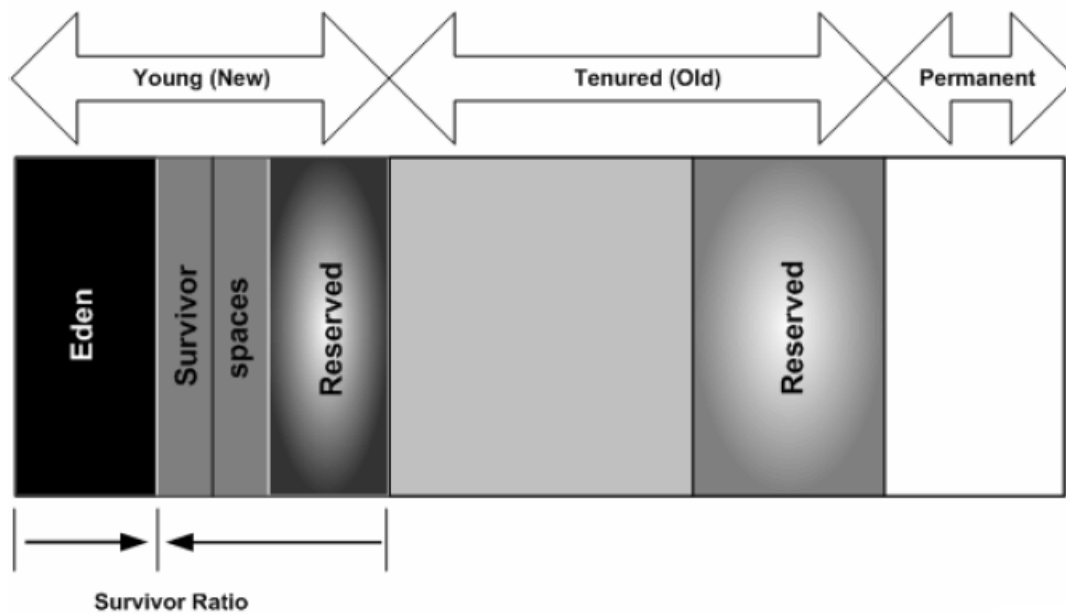 Young (New)
Tenured (Old)
Permanent
Eden
Survivor
spaces
Reserved
Reserved
Survivor Ratio